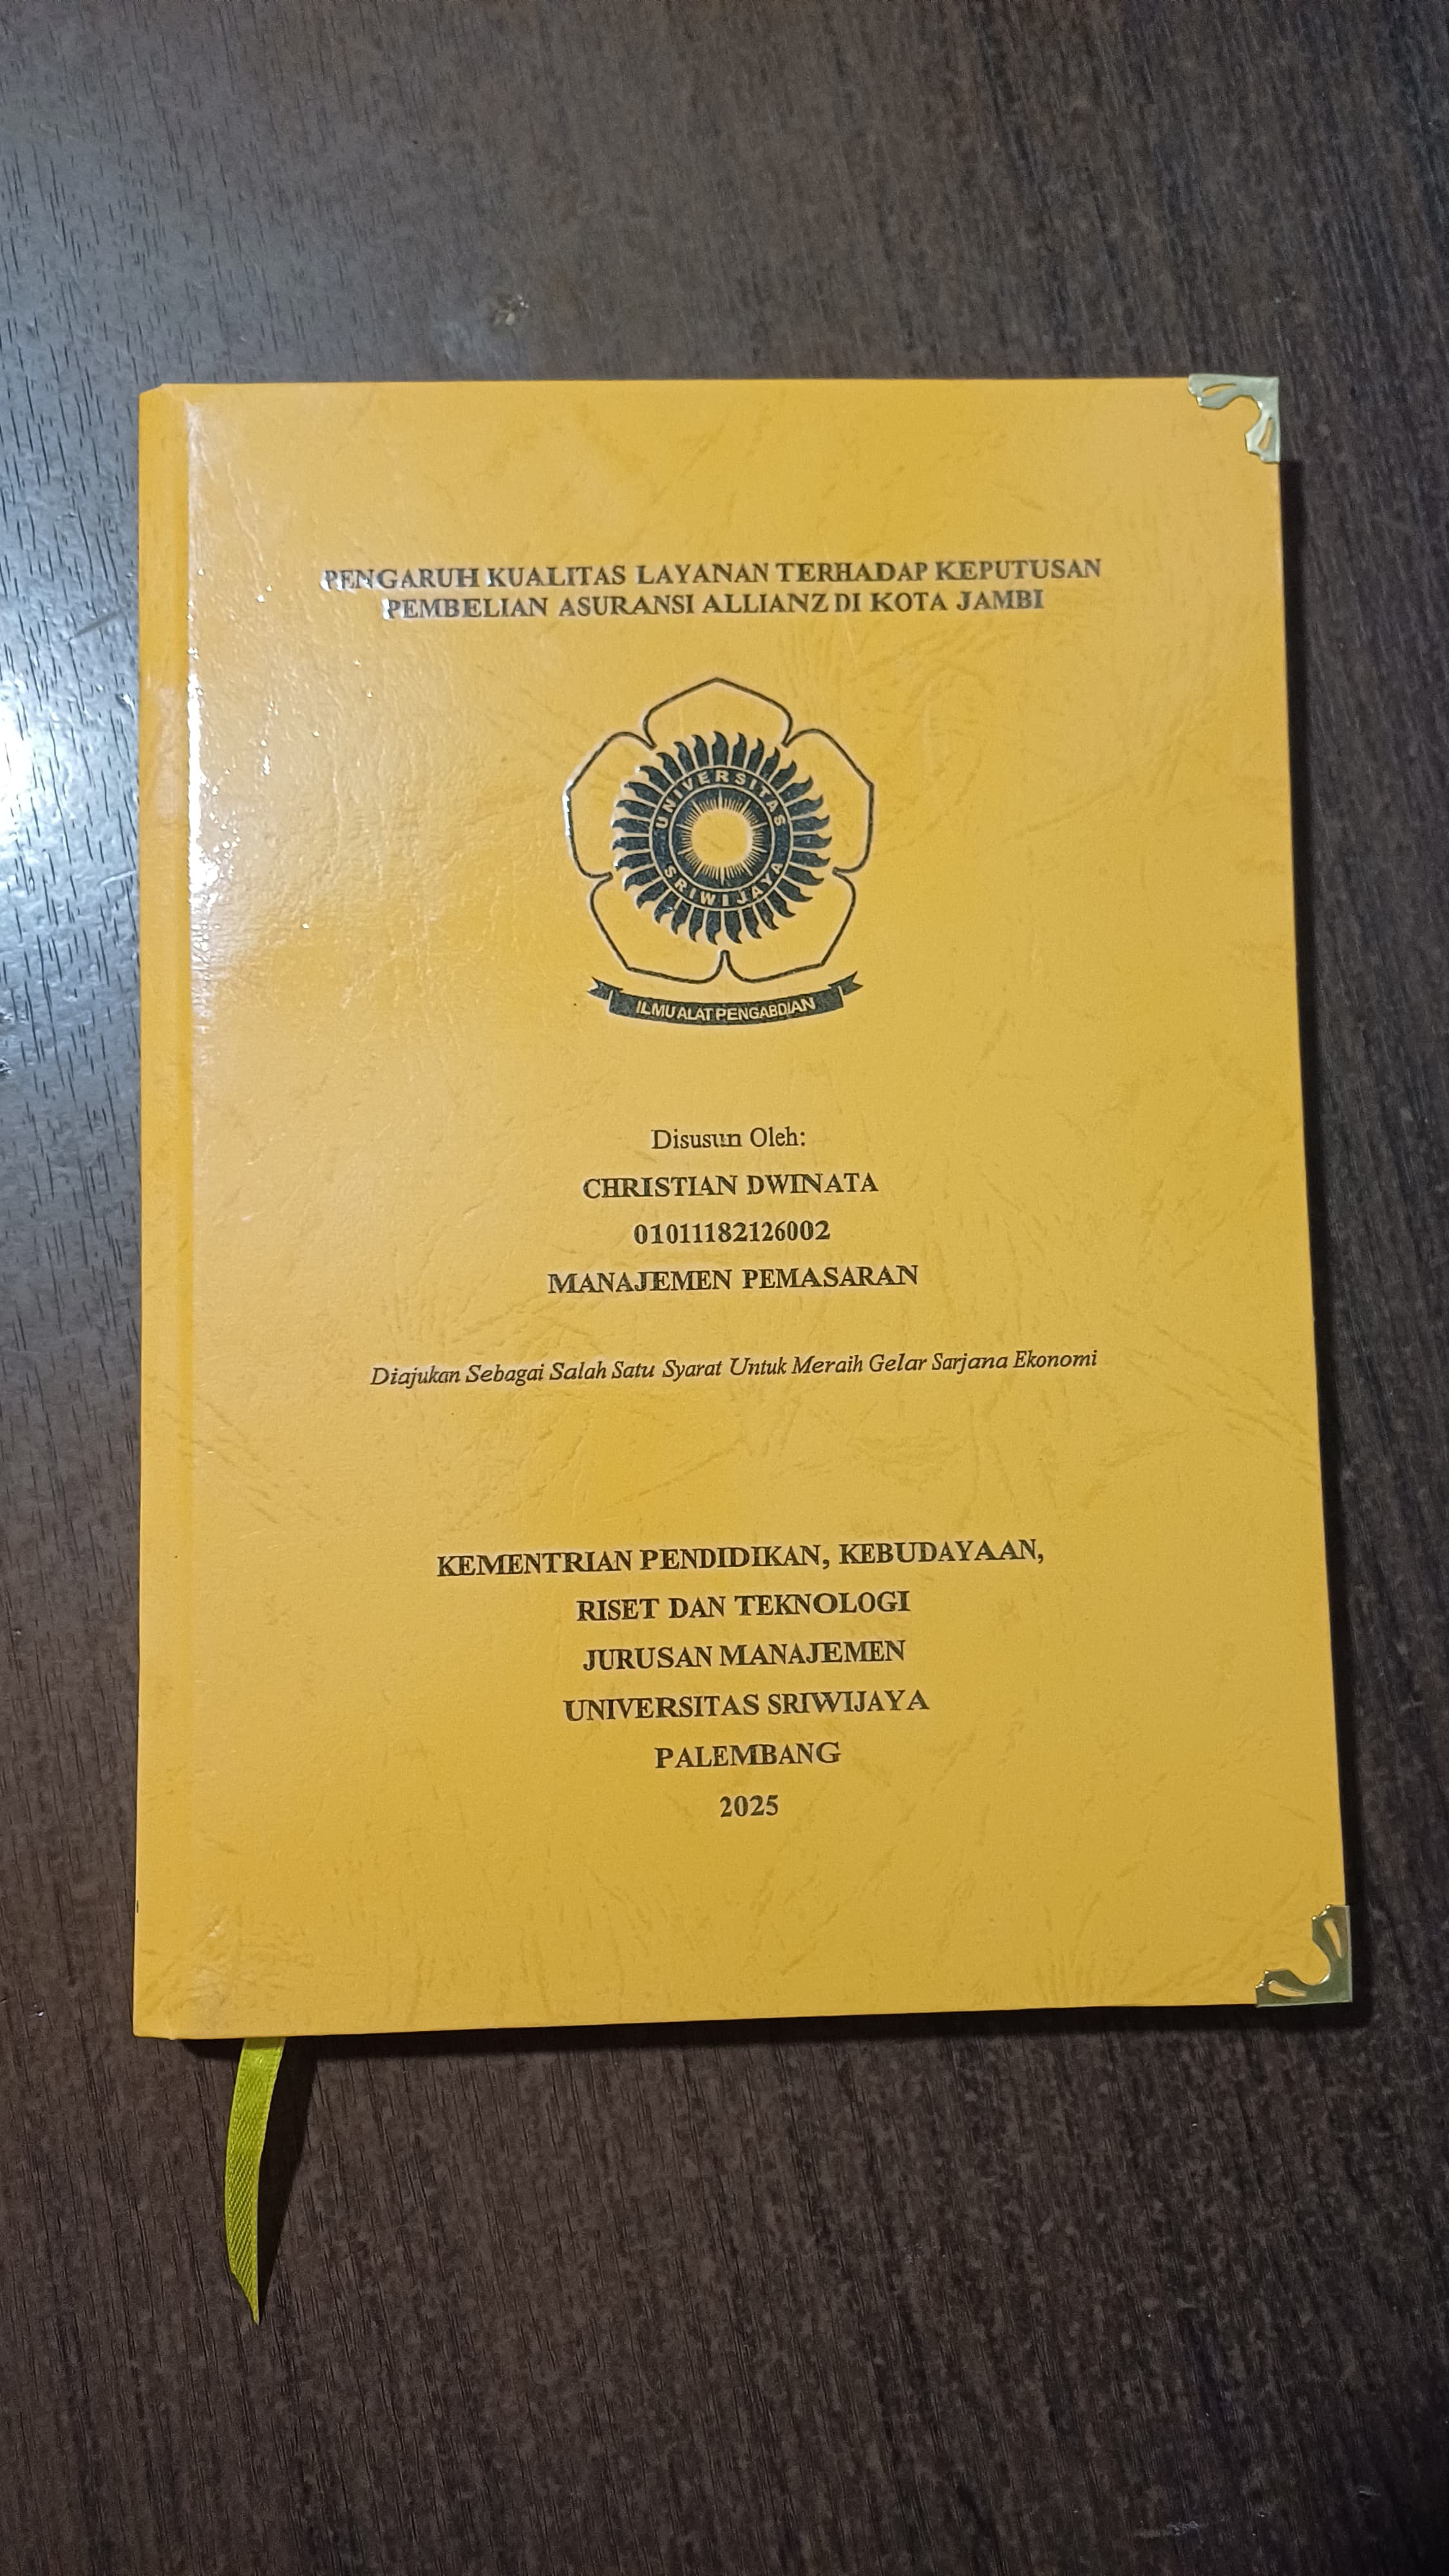 PENGARUH KUALITAS LAYANAN TERHADAP KEPUTUSAN
PEMBELIAN ASURANSI ALLIANZ DI KOTA JAMBI
UNIVERSITAS
SRIWIJAYA
ILMU ALAT PENGABDIAN
Disusun Oleh:
CHRISTIAN DWINATA
01011182126002
MANAJEMEN PEMASARAN
Diajukan Sebagai Salah Satu Syarat Untuk Meraih Gelar Sarjana Ekonomi
KEMENTRIAN PENDIDIKAN, KEBUDAYAAN,
RISET DAN TEKNOLOGI
JURUSAN MANAJEMEN
UNIVERSITAS SRIWIJAYA
PALEMBANG
2025